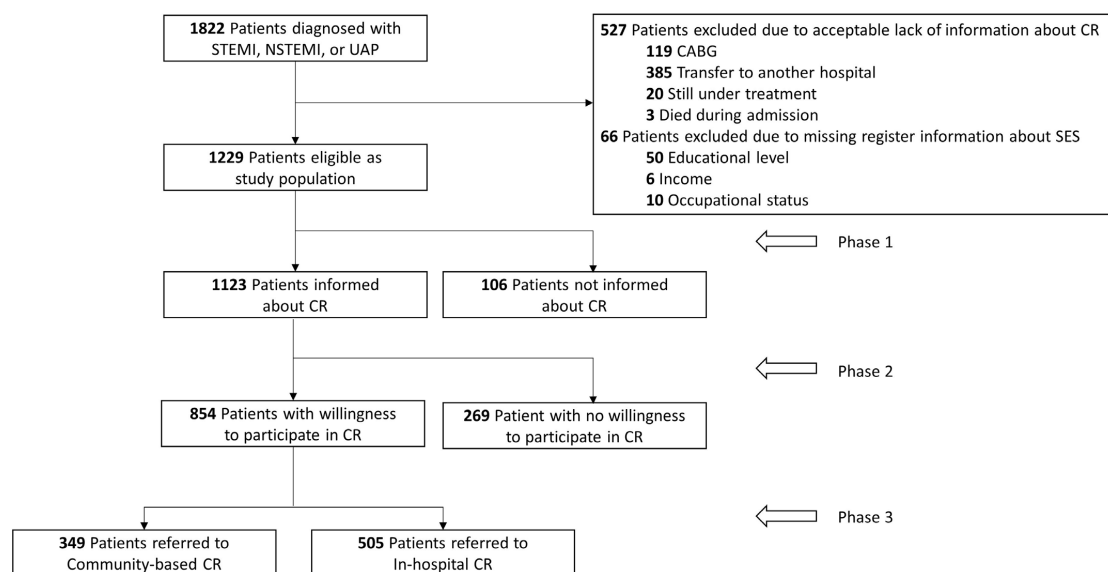 1822 Patients diagnosed with
STEMI, NSTEMI, or UAP
527 Patients excluded due to acceptable lack of information about CR
119 CABG
385 Transfer to another hospital
20 Still under treatment
3 Died during admission
66 Patients excluded due to missing register information about SES
50 Educational level
6 Income
10 Occupational status
1229 Patients eligible as
study population
Phase 1
1123 Patients informed
about CR
106 Patients not informed
about CR
Phase 2
854 Patients with willingness
to participate in CR
269 Patient with no willingness
to participate in CR
Phase 3
349 Patients referred to
Community-based CR
505 Patients referred to
In-hospital CR